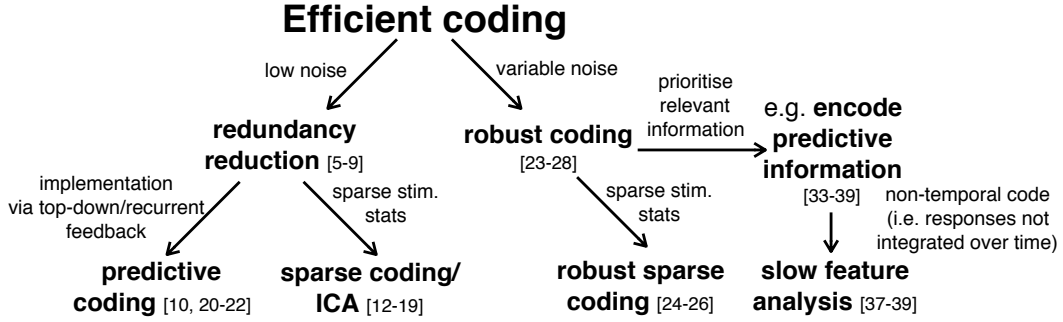 Efficient coding
low noise
variable noise
prioritise
relevant
information
redundancy
reduction [5-9]
robust coding
[23-28]
e.g. encode
predictive
information
[33-39]
implementation
via top-down/recurrent
feedback
sparse stim.
stats
sparse stim.
stats
non-temporal code
(i.e. responses not
integrated over time)
predictive
coding [10, 20-22]
sparse coding/
ICA [12-19]
robust sparse
coding [24-26]
slow feature
analysis [37-39]